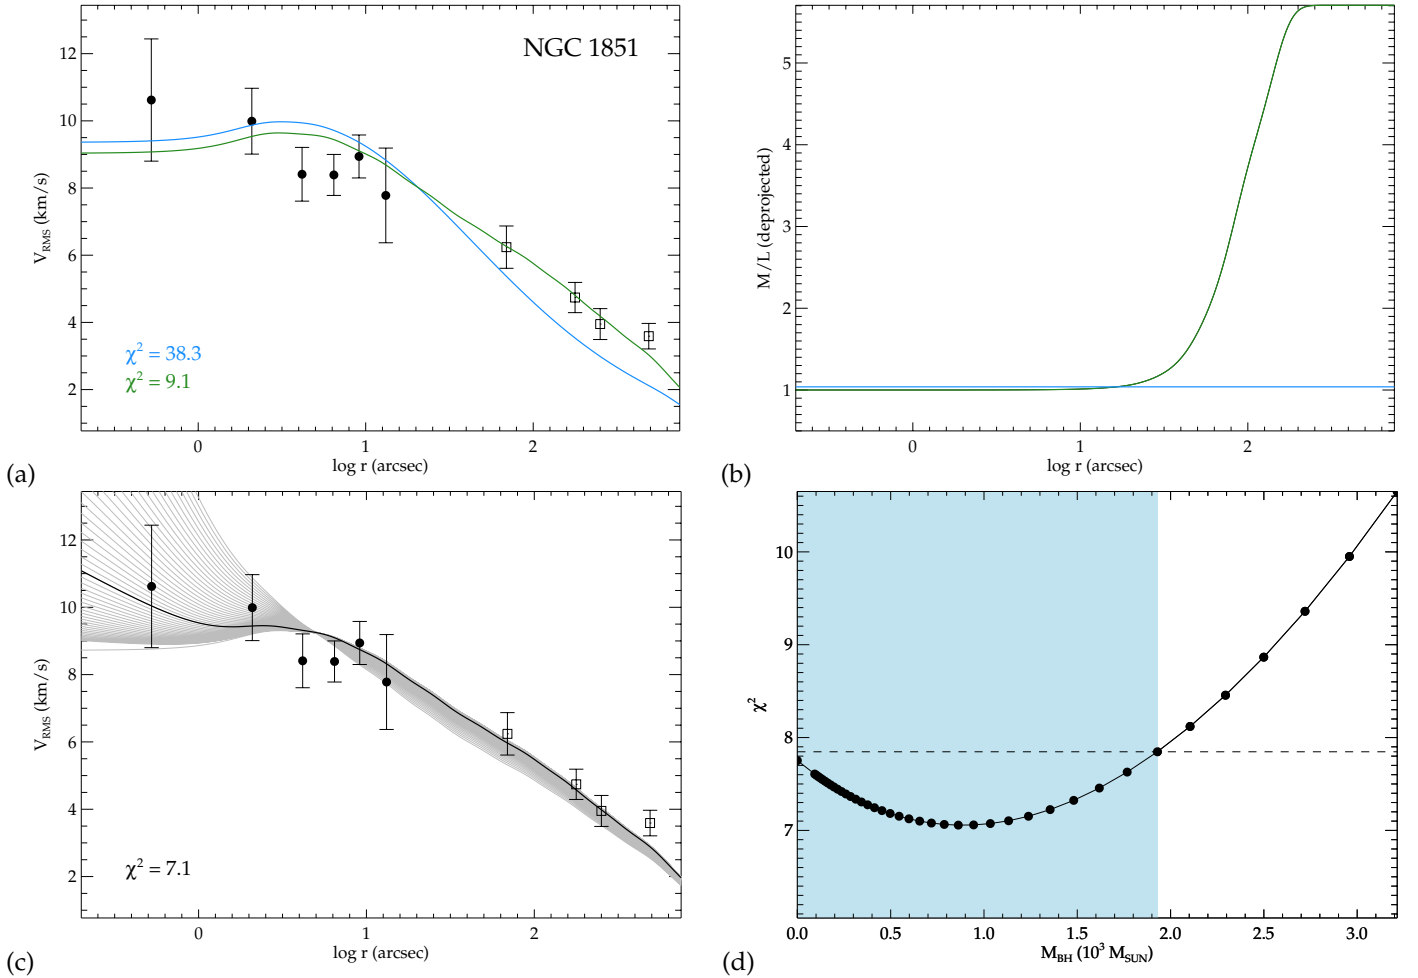 NGC 1851
12
10
8
6
4
2
V_RMS (km/s)
χ² = 38.3
χ² = 9.1
0 1 2
log r (arcsec)
(a)
5
4
3
2
1
M/L (deprojected)
0 1 2
log r (arcsec)
(b)
12
10
8
6
4
2
V_RMS (km/s)
χ² = 7.1
0 1 2
log r (arcsec)
(c)
10
9
8
7
χ²
0.0 0.5 1.0 1.5 2.0 2.5 3.0
M_BH (10³ M_SUN)
(d)